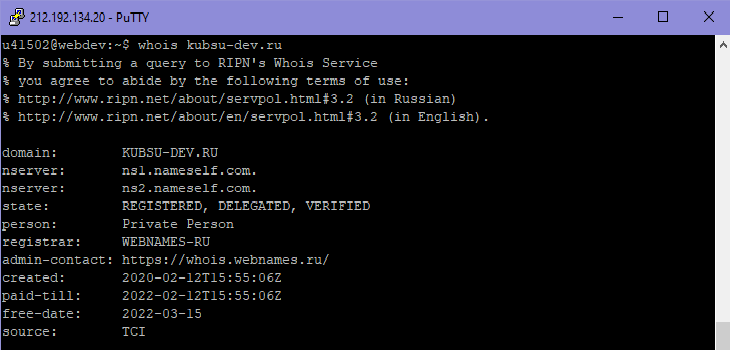 212.192.134.20 - PuTTY
u41502@webdev:~$ whois kubsu-dev.ru
% By submitting a query to RIPN's Whois Service
% you agree to abide by the following terms of use:
% http://www.ripn.net/about/servpol.html#3.2 (in Russian)
% http://www.ripn.net/about/en/servpol.html#3.2 (in English).

domain:        KUBSU-DEV.RU
nserver:       ns1.nameself.com.
nserver:       ns2.nameself.com.
state:         REGISTERED, DELEGATED, VERIFIED
person:        Private Person
registrar:     WEBNAMES-RU
admin-contact: https://whois.webnames.ru/
created:       2020-02-12T15:55:06Z
paid-till:     2022-02-12T15:55:06Z
free-date:     2022-03-15
source:        TCI